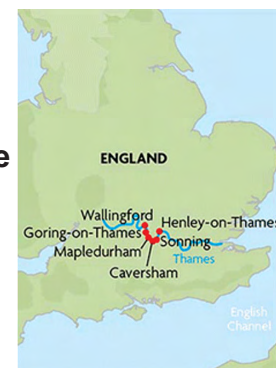 e
ENGLAND
Wallingford
Henley-on-Thames
Goring-on-Thames
Sonning
Mapledurham
Thames
Caversham
English
Channel